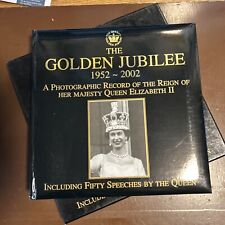 THE
GOLDEN JUBILEE
1952 ~ 2002
A PHOTOGRAPHIC RECORD OF THE REIGN OF
HER MAJESTY QUEEN ELIZABETH II
INCLUDING FIFTY SPEECHES BY THE QUEEN